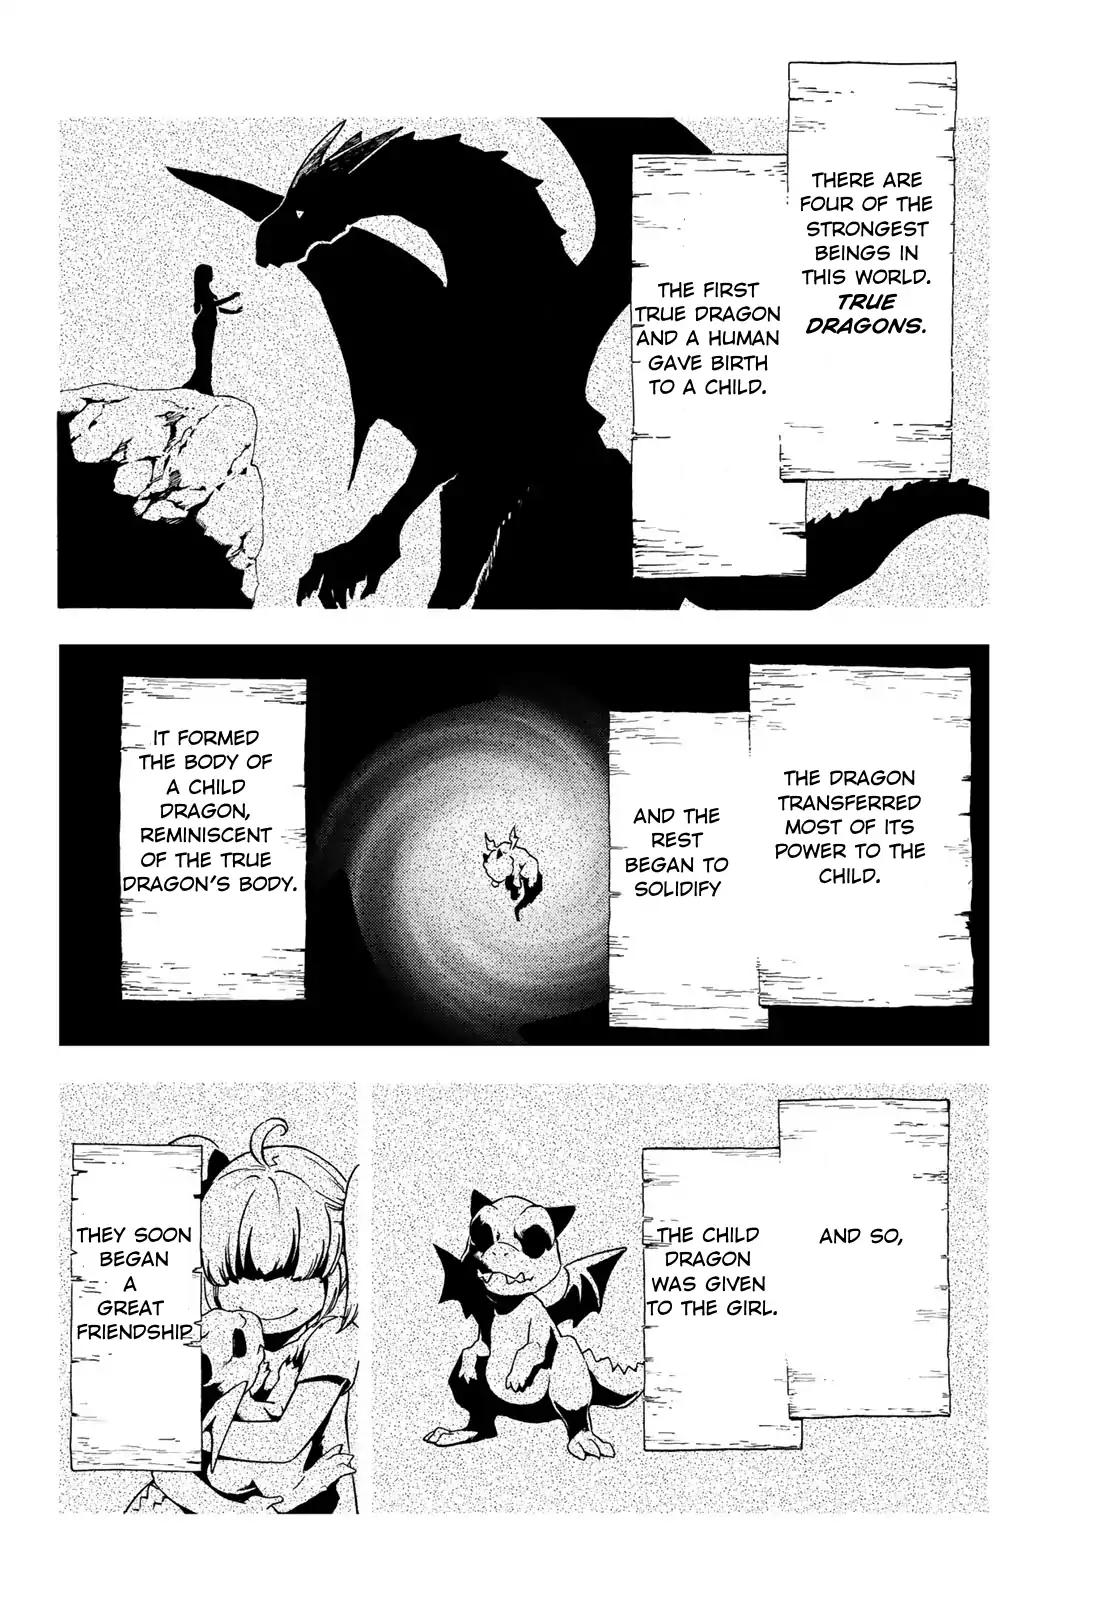 THERE ARE
FOUR OF THE
STRONGEST
BEINGS IN
THIS WORLD.
TRUE
DRAGONS.
THE FIRST
TRUE DRAGON
AND A HUMAN
GAVE BIRTH
TO A CHILD.
THE DRAGON
TRANSFERRED
MOST OF ITS
POWER TO THE
CHILD.
AND THE
REST
BEGAN TO
SOLIDIFY
IT FORMED
THE BODY OF
A CHILD
DRAGON,
REMINISCENT
OF THE TRUE
DRAGON'S BODY.
AND SO,
THE CHILD
DRAGON
WAS GIVEN
TO THE GIRL.
THEY SOON
BEGAN
A
GREAT
FRIENDSHIP